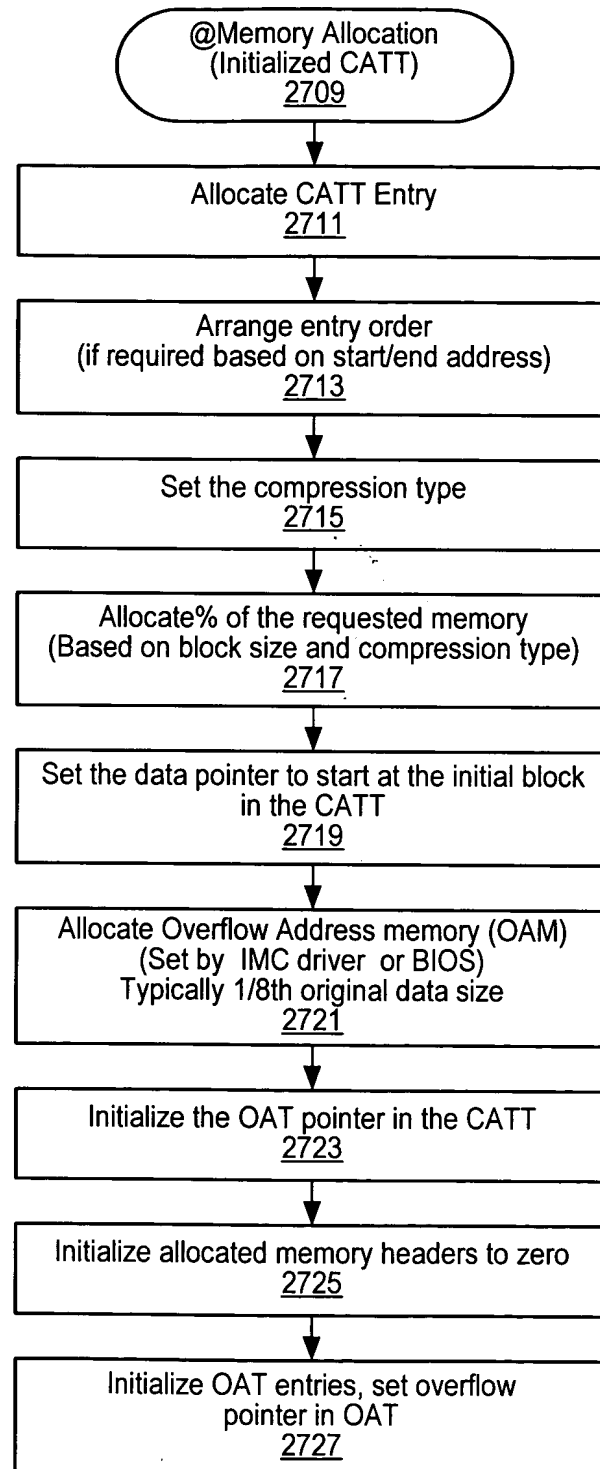 @Memory Allocation
(Initialized CATT)
2709
Allocate CATT Entry
2711
Arrange entry order
(if required based on start/end address)
2713
Set the compression type
2715
Allocate% of the requested memory
(Based on block size and compression type)
2717
Set the data pointer to start at the initial block
in the CATT
2719
Allocate Overflow Address memory (OAM)
(Set by IMC driver or BIOS)
Typically 1/8th original data size
2721
Initialize the OAT pointer in the CATT
2723
Initialize allocated memory headers to zero
2725
Initialize OAT entries, set overflow
pointer in OAT
2727